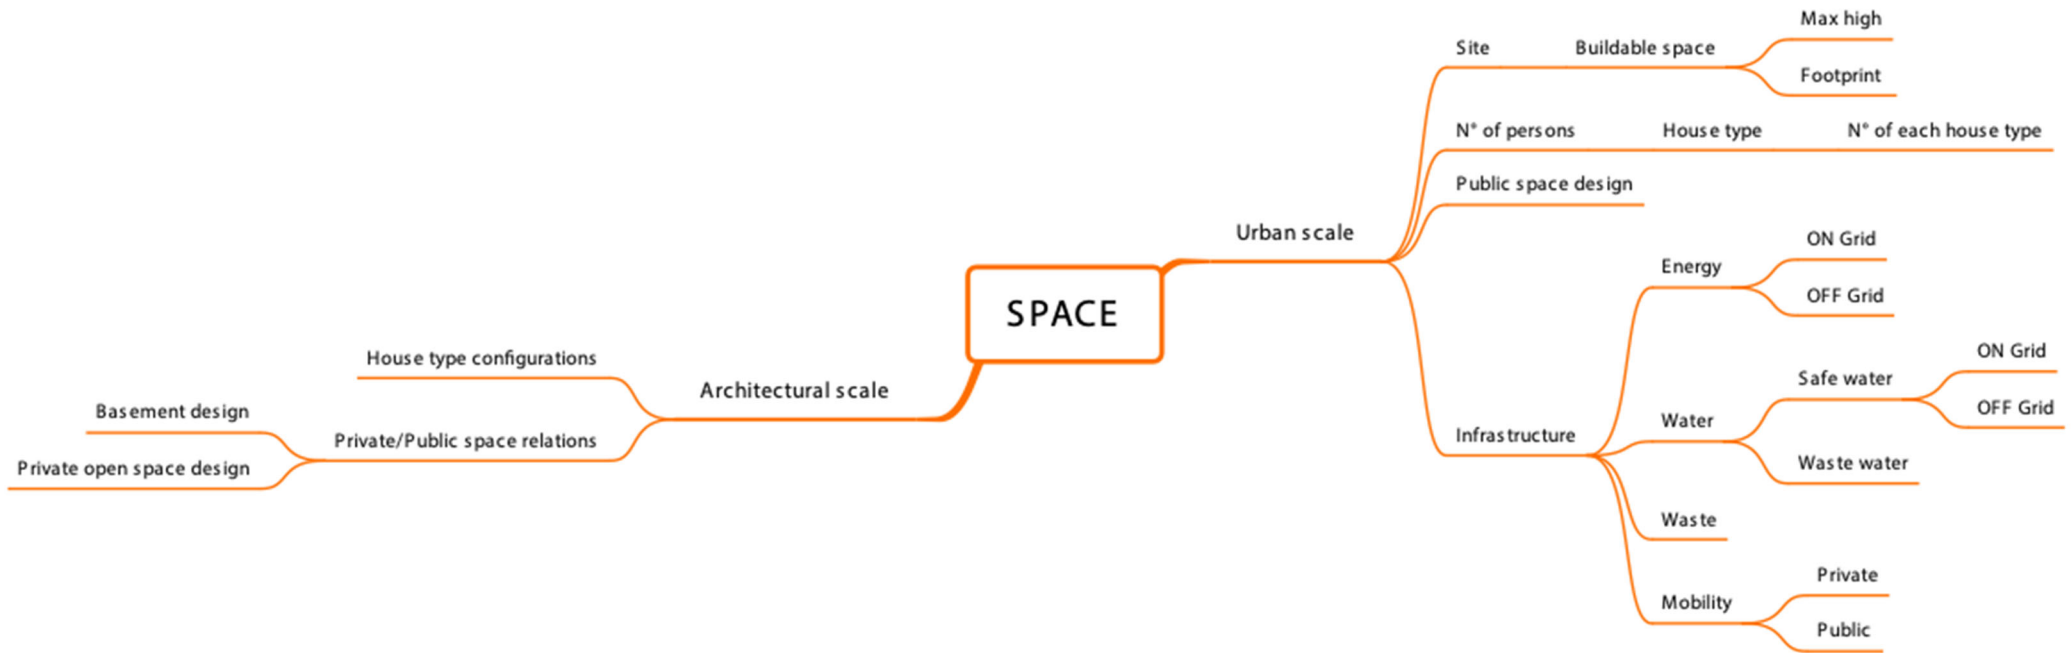 SPACE
Urban scale
Site
Buildable space
Max high
Footprint
N° of persons
House type
N° of each house type
Public space design
Infrastructure
Energy
ON Grid
OFF Grid
Water
Safe water
ON Grid
OFF Grid
Waste water
Waste
Mobility
Private
Public
Architectural scale
House type configurations
Private/Public space relations
Basement design
Private open space design